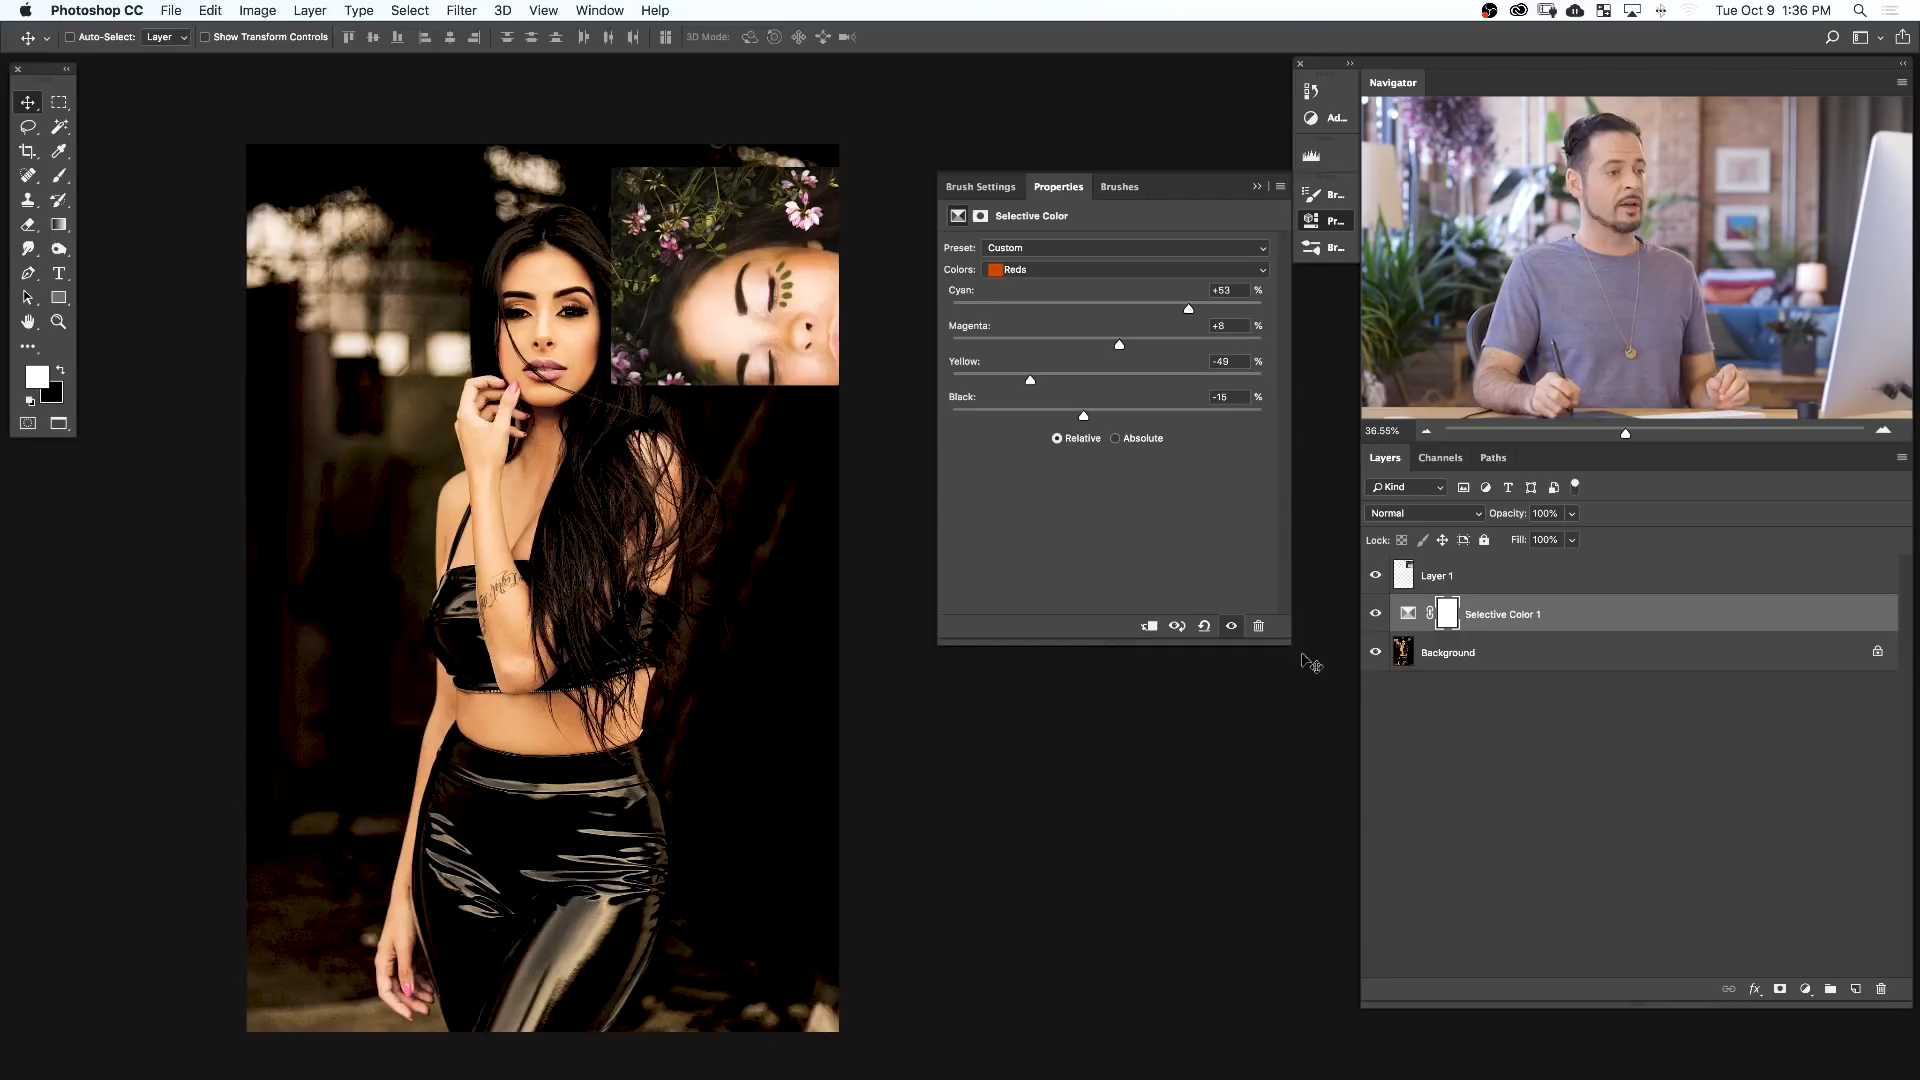 Photoshop CC File Edit Image Layer Type Select Filter 3D View Window Help Tue Oct 9 1:36 PM
Auto-Select: Layer Show Transform Controls 3D Mode:
Navigator
Ad...
Br...
Pr...
Br...
Brush Settings Properties Brushes
Selective Color
Preset: Custom
Colors: Reds
Cyan: +53 %
Magenta: +8 %
Yellow: -49 %
Black: -15 %
Relative Absolute
36.55%
Layers Channels Paths
Kind
Normal Opacity: 100%
Lock: Fill: 100%
Layer 1
Selective Color 1
Background